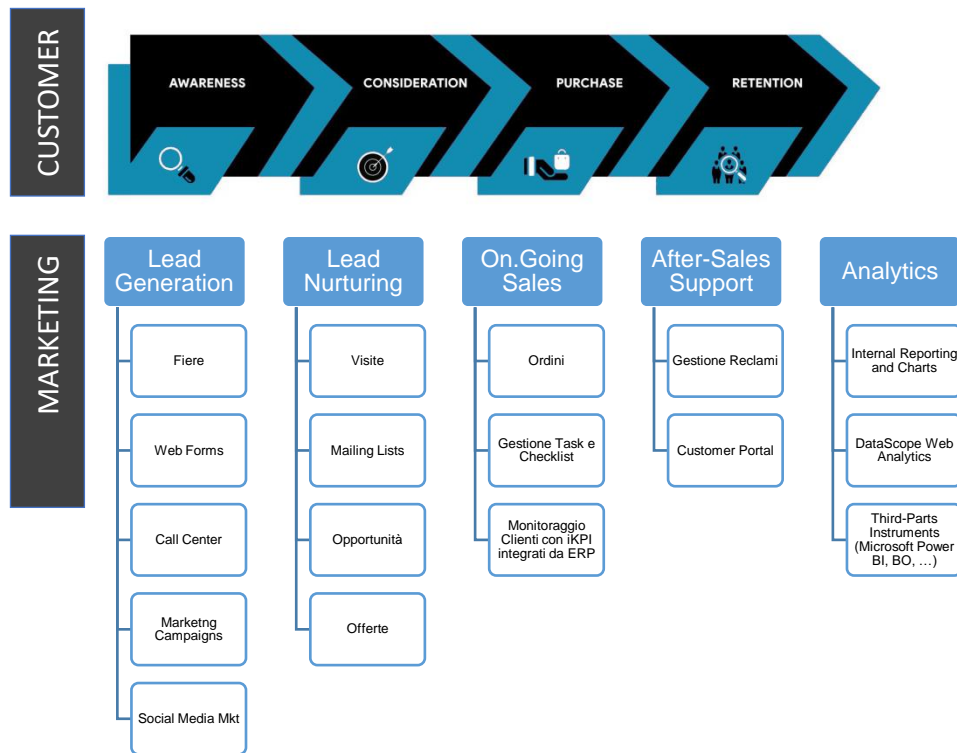 CUSTOMER
AWARENESS
CONSIDERATION
PURCHASE
RETENTION
MARKETING
Lead
Generation
Fiere
Web Forms
Call Center
Marketng
Campaigns
Social Media Mkt
Lead
Nurturing
Visite
Mailing Lists
Opportunità
Offerte
On.Going
Sales
Ordini
Gestione Task e
Checklist
Monitoraggio
Clienti con iKPI
integrati da ERP
After-Sales
Support
Gestione Reclami
Customer Portal
Analytics
Internal Reporting
and Charts
DataScope Web
Analytics
Third-Parts
Instruments
(Microsoft Power
BI, BO, …)